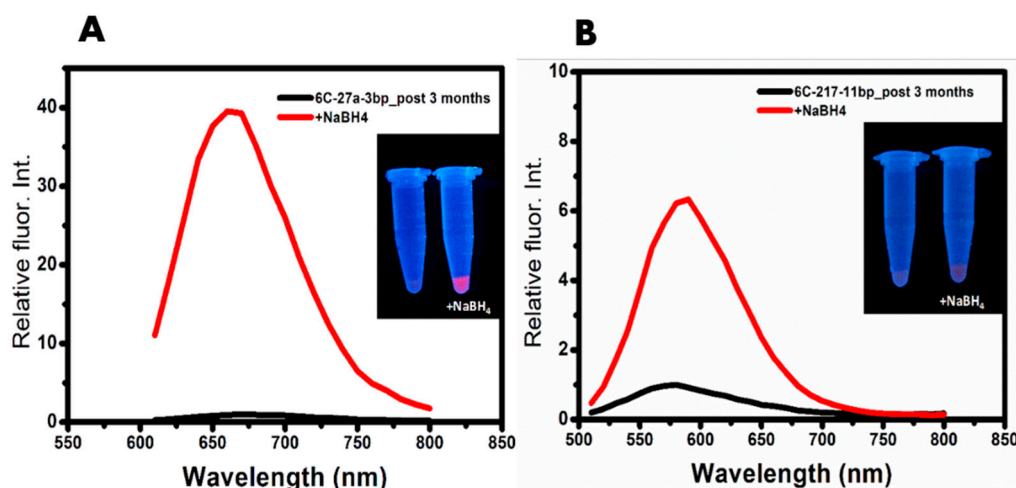 A
6C-27a-3bp_post 3 months
+NaBH4
40
30
20
10
0
Relative fluor. Int.
+NaBH₄
550 600 650 700 750 800 850
Wavelength (nm)
B
6C-217-11bp_post 3 months
+NaBH4
10
8
6
4
2
0
Relative fluor. Int.
+NaBH₄
500 550 600 650 700 750 800 850
Wavelength (nm)